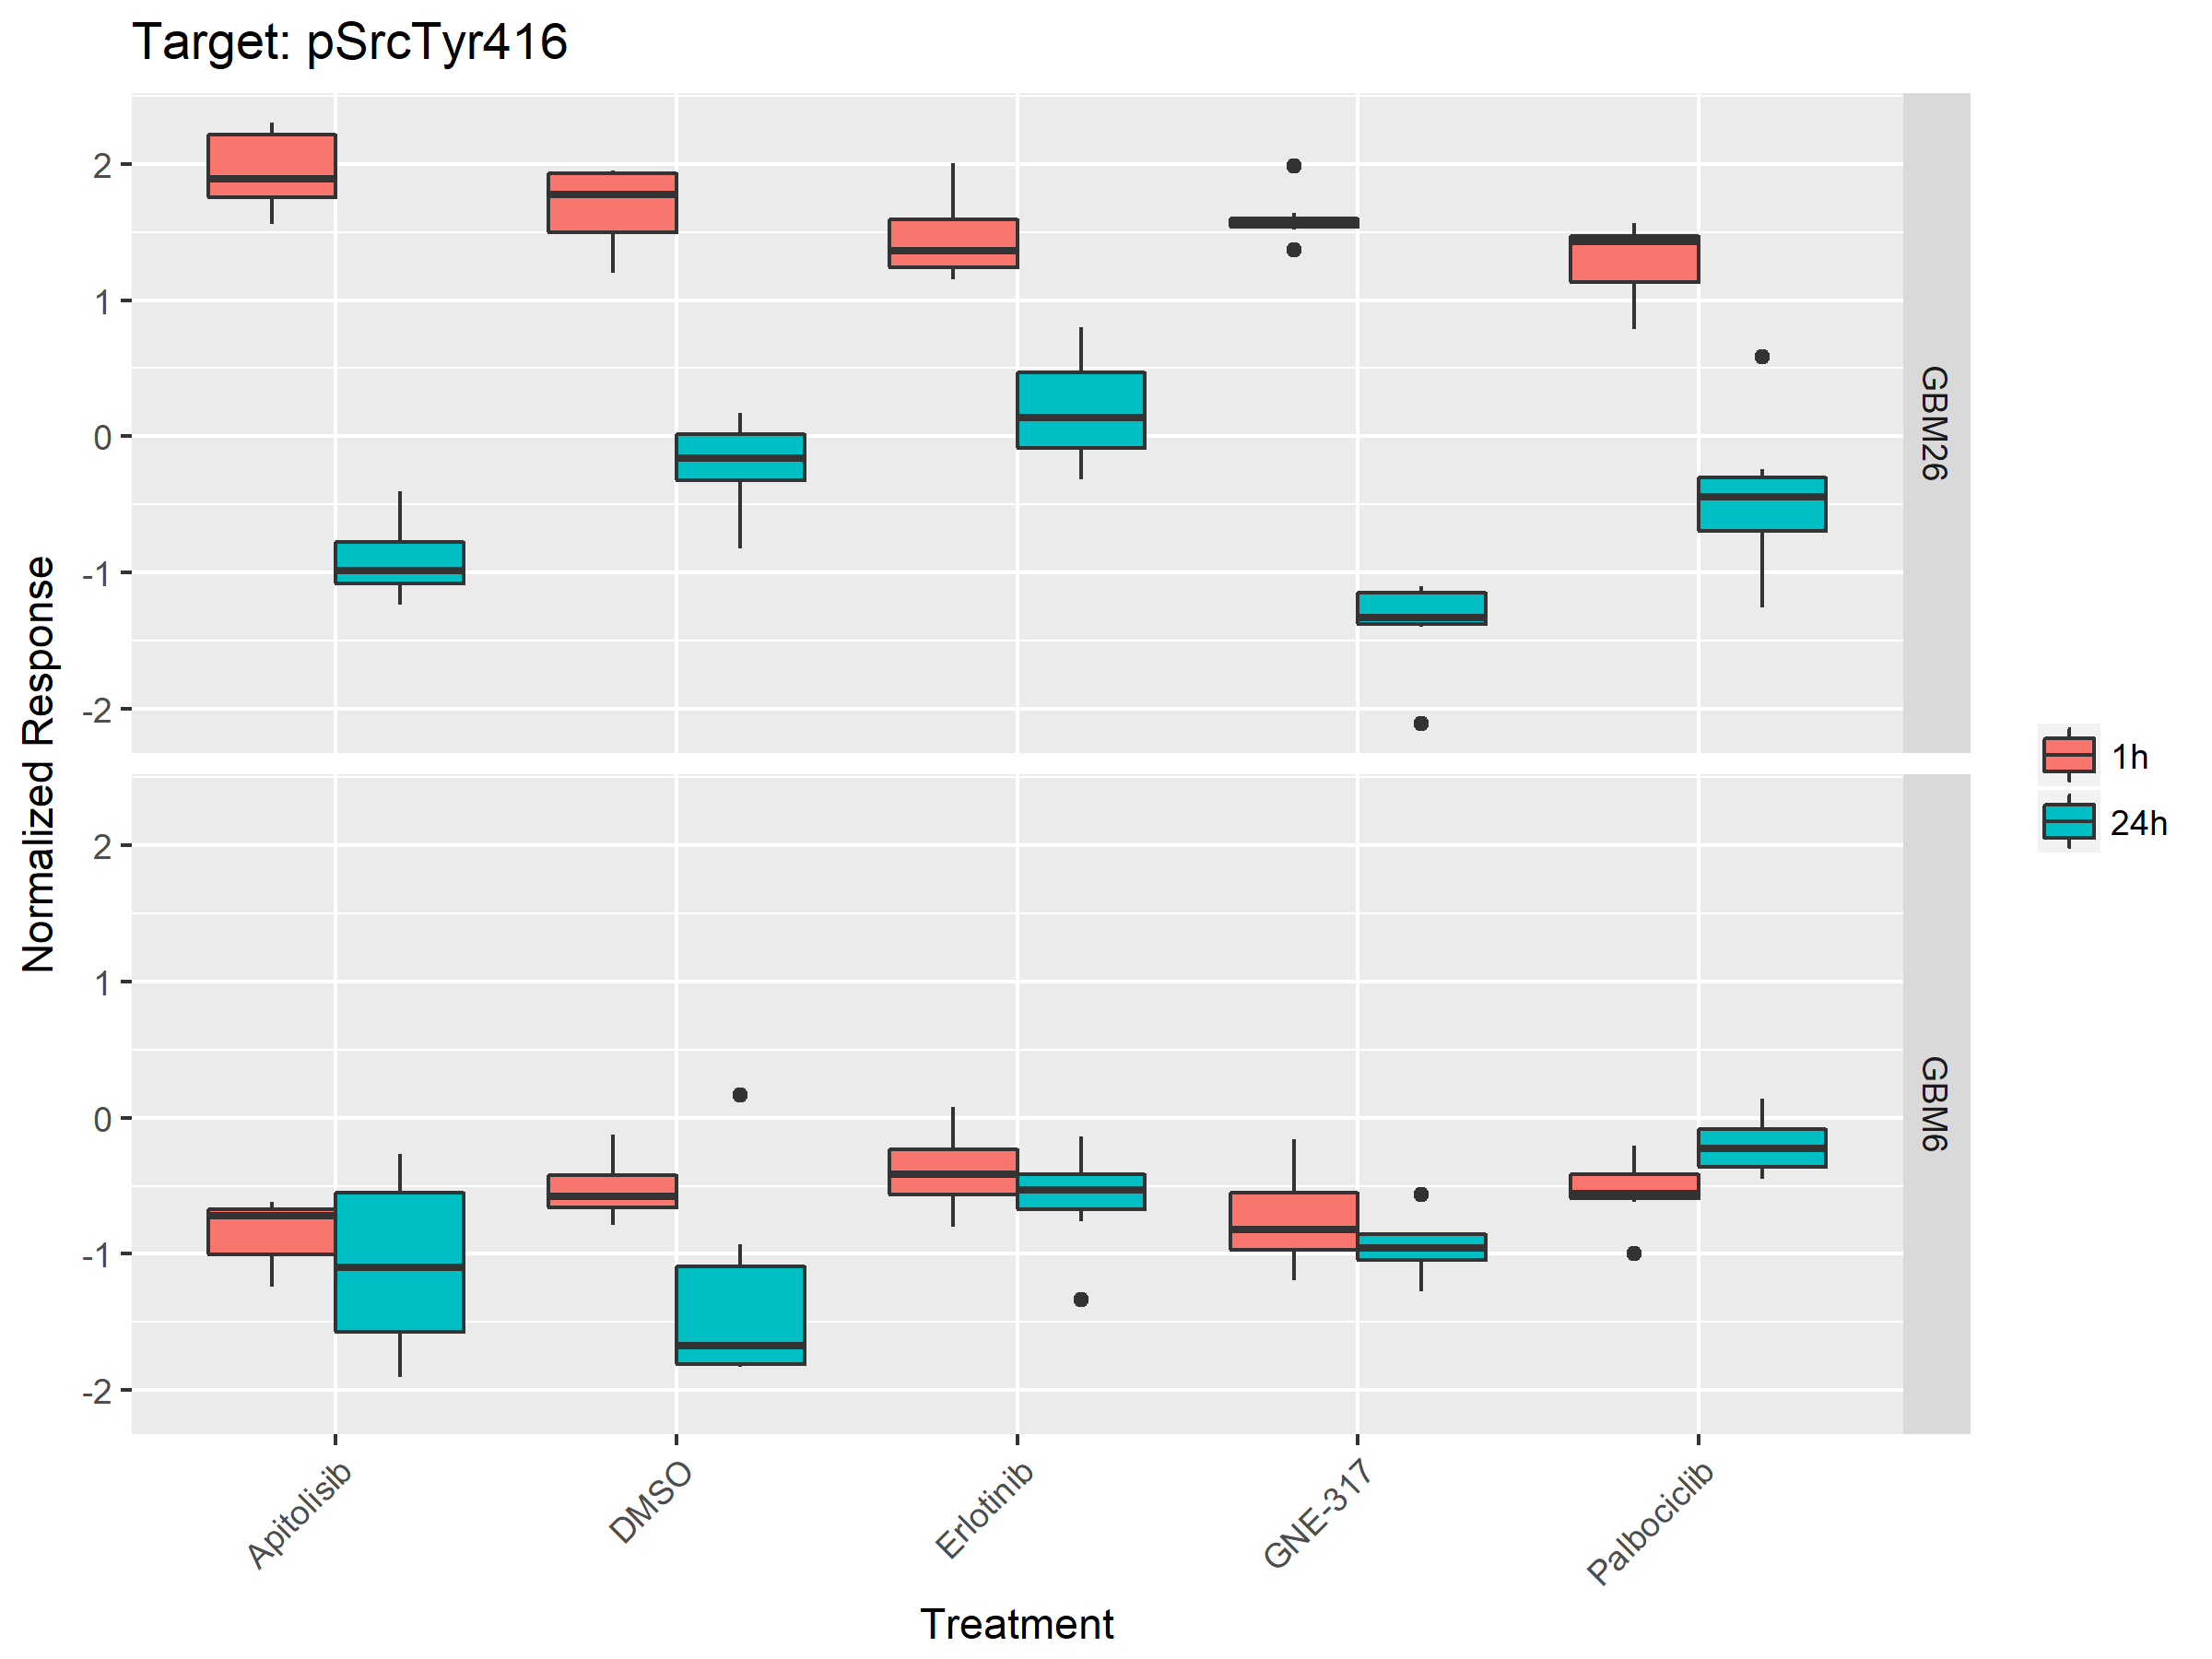 Target: pSrcTyr416
Normalized Response
2
1
0
-1
-2
GBM26
2
1
0
-1
-2
GBM6
1h
24h
Apitolisib
DMSO
Erlotinib
GNE-317
Palbociclib
Treatment